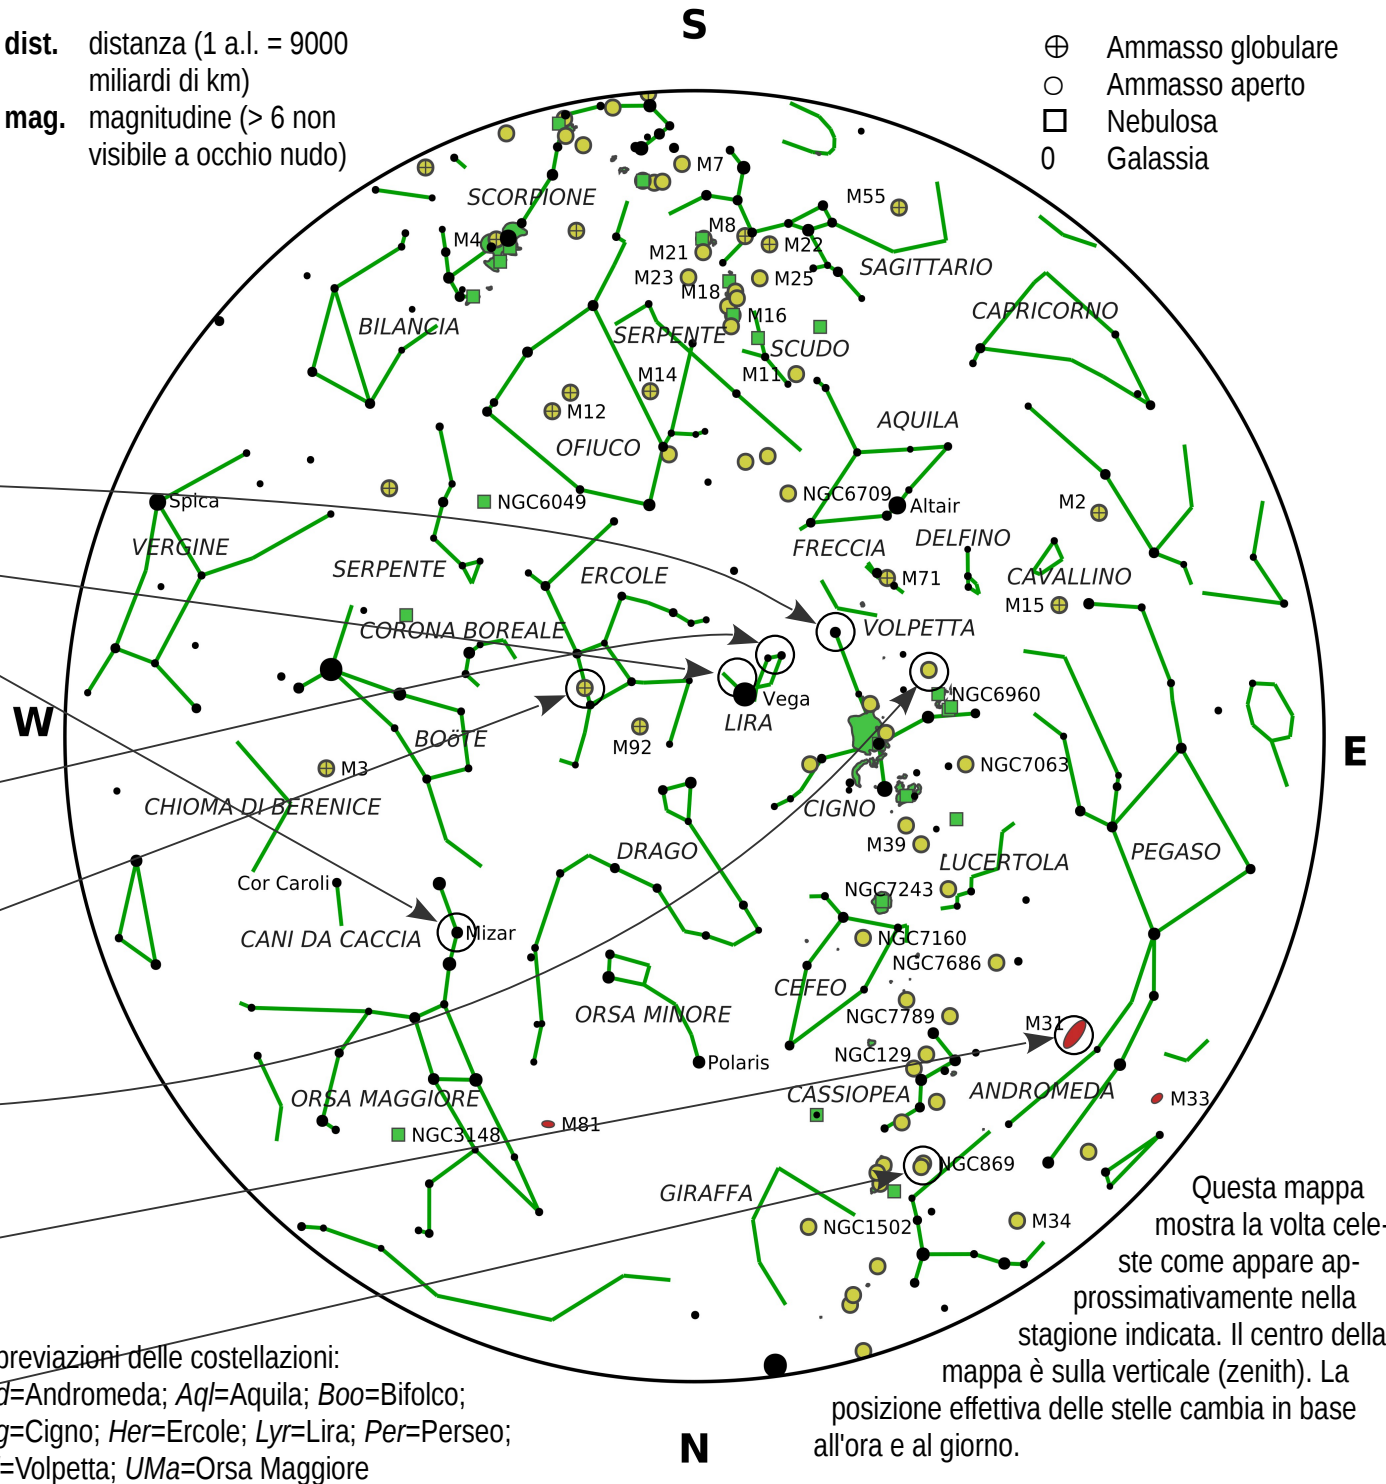 S
dist. distanza (1 a.l. = 9000
miliardi di km)
mag. magnitudine (> 6 non
visibile a occhio nudo)
Ammasso globulare
Ammasso aperto
Nebulosa
Galassia
M7
SCORPIONE
M55
M4
M8
M22
M21
SAGITTARIO
M23
M25
M18
CAPRICORNO
M16
BILANCIA
SERPENTE
SCUDO
M14
M11
M12
AQUILA
OFIUCO
Spica
NGC6049
NGC6709
Altair
M2
VERGINE
FRECCIA
DELFINO
SERPENTE
ERCOLE
M71
CAVALLINO
M15
CORONA BOREALE
VOLPETTA
Vega
NGC6960
W
LIRA
BOöTE
M92
E
M3
NGC7063
CHIOMA DI BERENICE
CIGNO
M39
DRAGO
LUCERTOLA
PEGASO
Cor Caroli
NGC7243
CANI DA CACCIA
Mizar
NGC7160
NGC7686
CEFEO
ORSA MINORE
NGC7789
M31
Polaris
NGC129
ORSA MAGGIORE
CASSIOPEA
ANDROMEDA
M33
M81
NGC3148
NGC869
GIRAFFA
NGC1502
M34
Questa mappa
mostra la volta cele-
ste come appare ap-
prossimativamente nella
stagione indicata. Il centro della
mappa è sulla verticale (zenith). La
posizione effettiva delle stelle cambia in base
all'ora e al giorno.
breviazioni delle costellazioni:
d=Andromeda; Aql=Aquila; Boo=Bifolco;
g=Cigno; Her=Ercole; Lyr=Lira; Per=Perseo;
=Volpetta; UMa=Orsa Maggiore
N